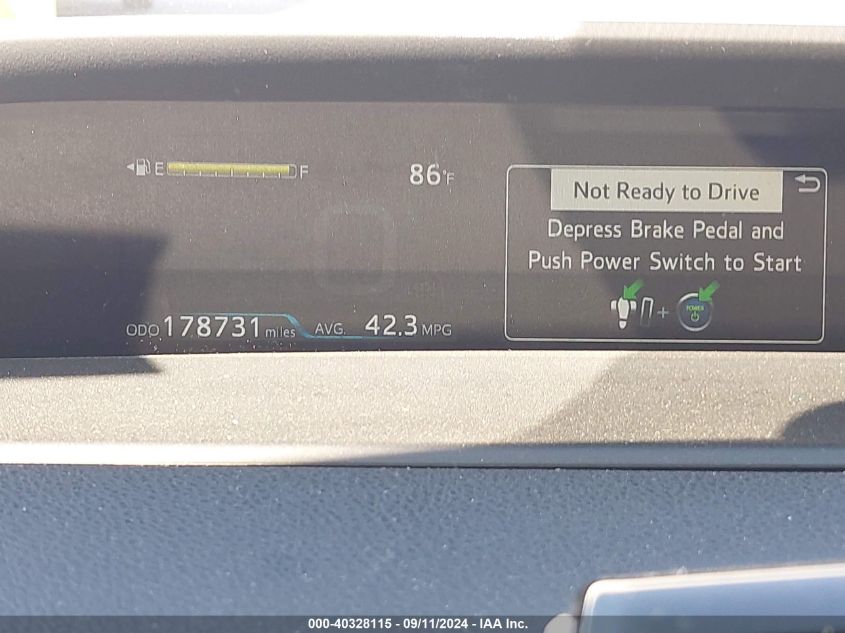 E F 86°F
Not Ready to Drive
Depress Brake Pedal and
Push Power Switch to Start
POWER
ODO 178731 miles AVG. 42.3 MPG
000-40328115 - 09/11/2024 - IAA Inc.